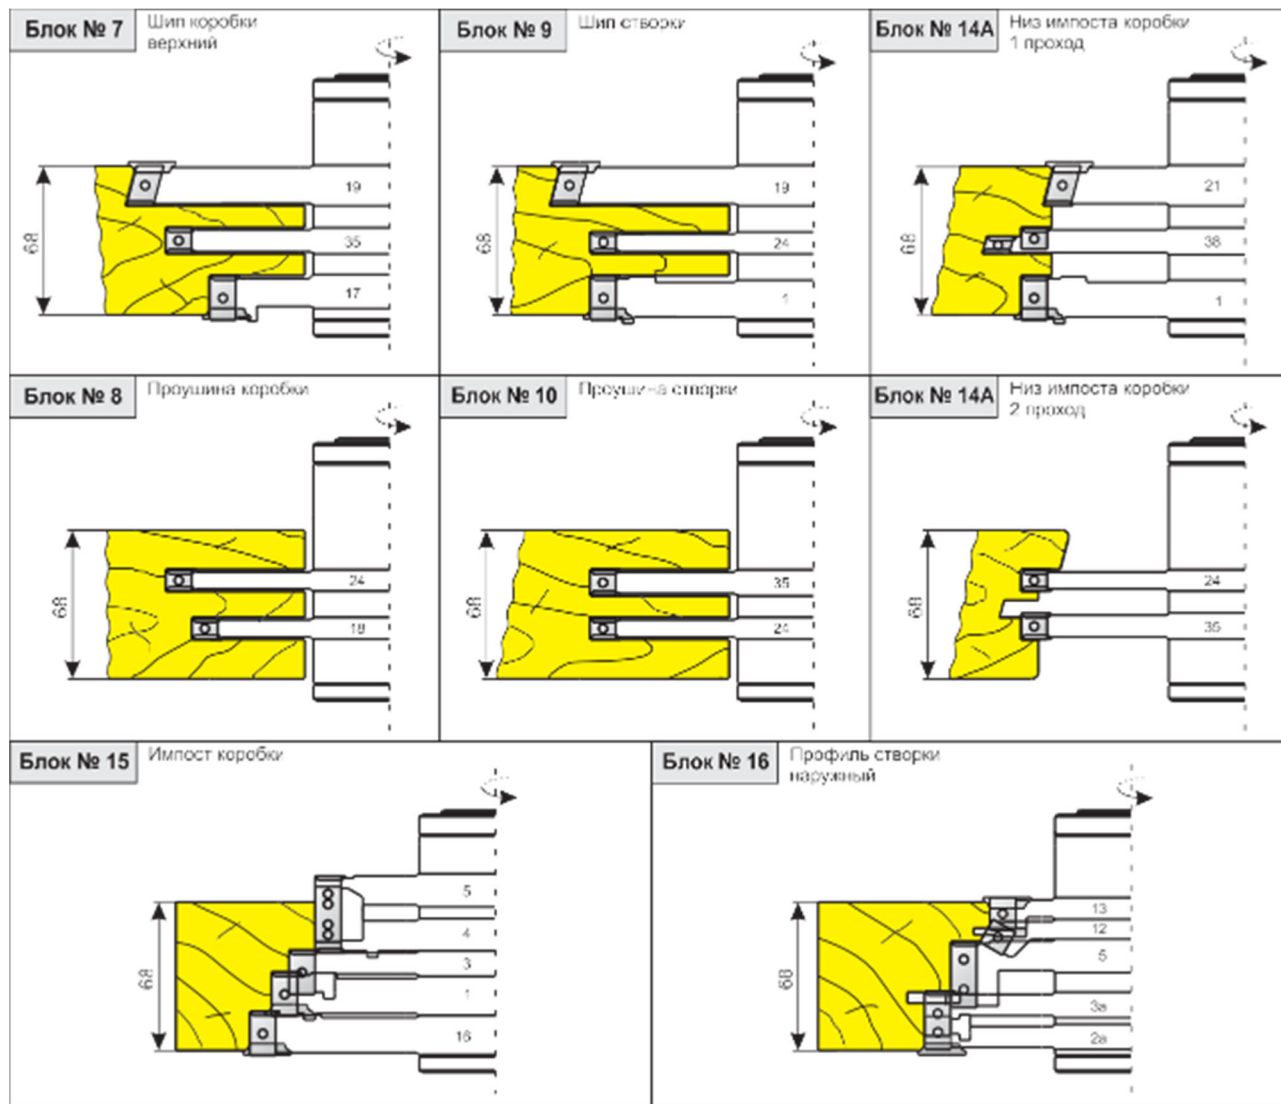 Блок № 7
Шип коробки
верхний
68
19
35
17
Блок № 9
Шип створки
68
19
24
1
Блок № 14А
Низ импоста коробки
1 проход
68
21
38
1
Блок № 8
Проушина коробки
68
24
18
Блок № 10
Проушина створки
68
35
24
Блок № 14А
Низ импоста коробки
2 проход
68
24
35
Блок № 15
Импост коробки
68
5
4
3
1
16
Блок № 16
Профиль створки
наружный
68
13
12
5
3а
2а